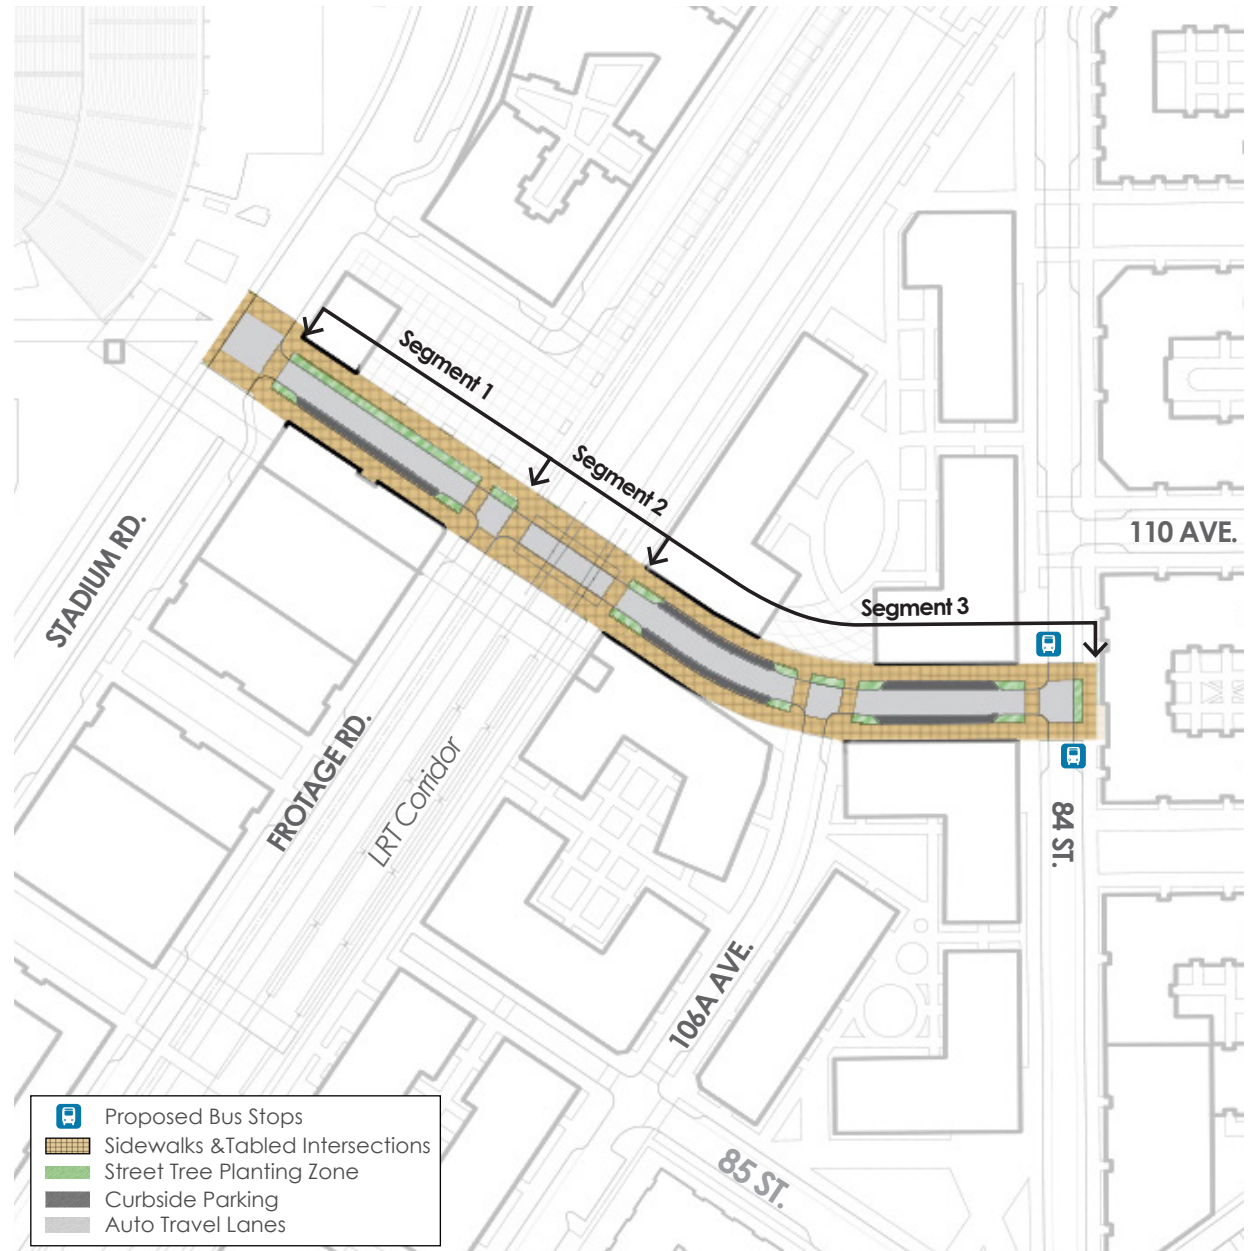 Segment 1
Segment 2
STADIUM RD.
110 AVE.
Segment 3
FROTAGE RD.
LRT Corridor
84 ST.
106A AVE.
85 ST.
Proposed Bus Stops
Sidewalks &Tabled Intersections
Street Tree Planting Zone
Curbside Parking
Auto Travel Lanes